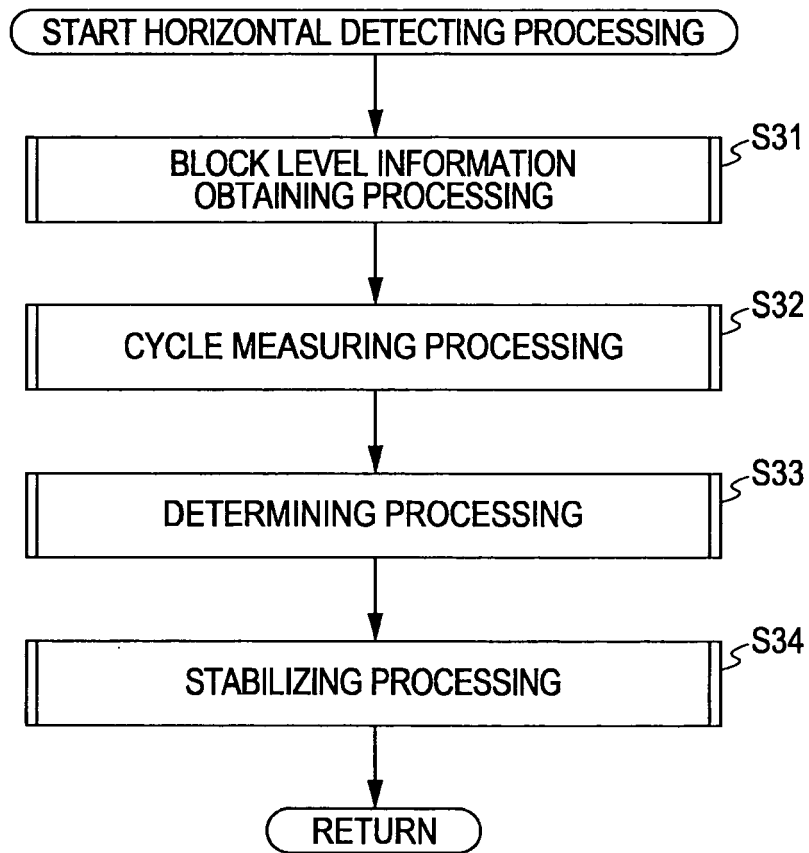 START HORIZONTAL DETECTING PROCESSING
S31
BLOCK LEVEL INFORMATION
OBTAINING PROCESSING
S32
CYCLE MEASURING PROCESSING
S33
DETERMINING PROCESSING
S34
STABILIZING PROCESSING
RETURN